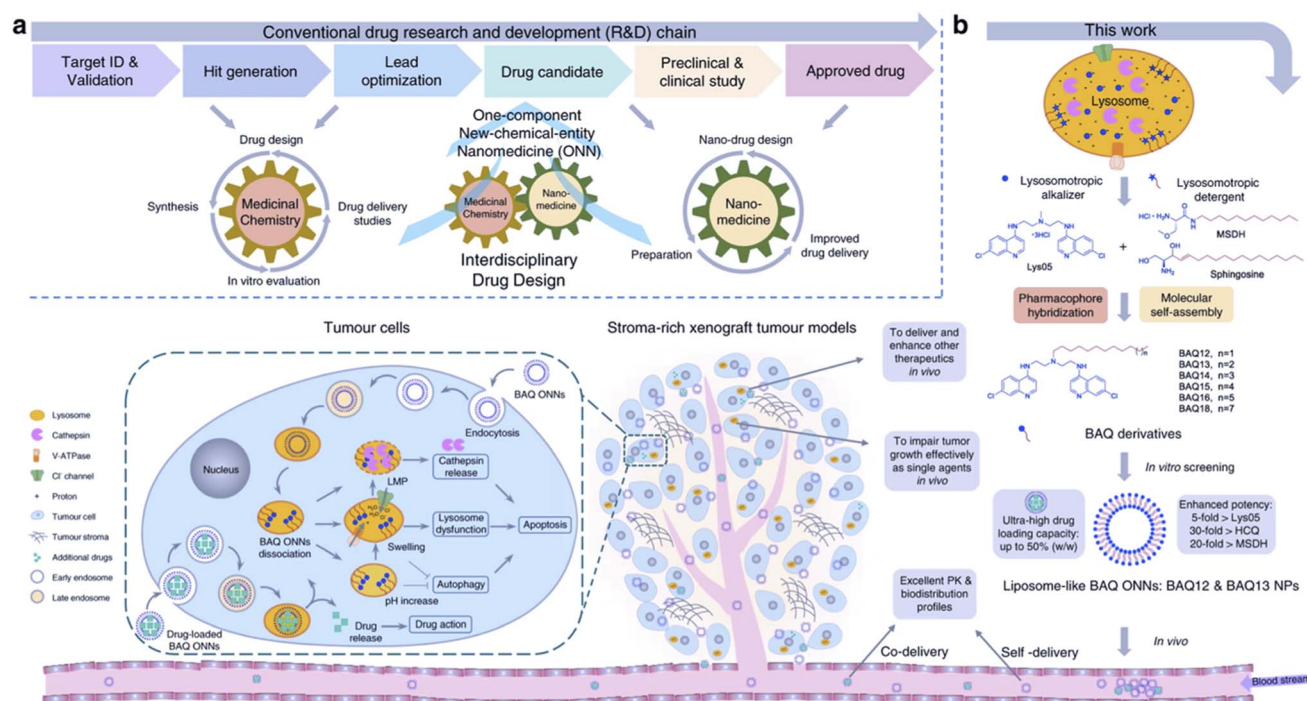 a
Conventional drug research and development (R&D) chain
Target ID &
Validation
Hit generation
Lead
optimization
Drug candidate
Preclinical &
clinical study
Approved drug
Drug design
Synthesis
Medicinal
Chemistry
Drug delivery
studies
In vitro evaluation
One-component
New-chemical-entity
Nanomedicine (ONN)
Medicinal
Chemistry
Nano-
medicine
Interdisciplinary
Drug Design
Nano-drug design
Nano-
medicine
Preparation
Improved
drug delivery
b
This work
Lysosome
Lysosomotropic
alkalizer
Lysosomotropic
detergent
·3HCl
Lys05
+
MSDH
Sphingosine
Pharmacophore
hybridization
Molecular
self-assembly
BAQ12, n=1
BAQ13, n=2
BAQ14, n=3
BAQ15, n=4
BAQ16, n=5
BAQ18, n=7
BAQ derivatives
In vitro screening
Ultra-high drug
loading capacity:
up to 50% (w/w)
Enhanced potency:
5-fold > Lys05
30-fold > HCQ
20-fold > MSDH
Liposome-like BAQ ONNs: BAQ12 & BAQ13 NPs
In vivo
Blood stream
Tumour cells
Stroma-rich xenograft tumour models
Lysosome
Cathepsin
V-ATPase
Cl⁻ channel
Proton
Tumour cell
Tumour stroma
Additional drugs
Early endosome
Late endosome
Nucleus
BAQ ONNs
Endocytosis
LMP
Cathepsin
release
BAQ ONNs
dissociation
Swelling
Lysosome
dysfunction
Apoptosis
pH increase
Autophagy
Drug
release
Drug action
Drug-loaded
BAQ ONNs
To deliver and
enhance other
therapeutics
in vivo
To impair tumor
growth effectively
as single agents
in vivo
Excellent PK &
biodistribution
profiles
Co-delivery
Self -delivery